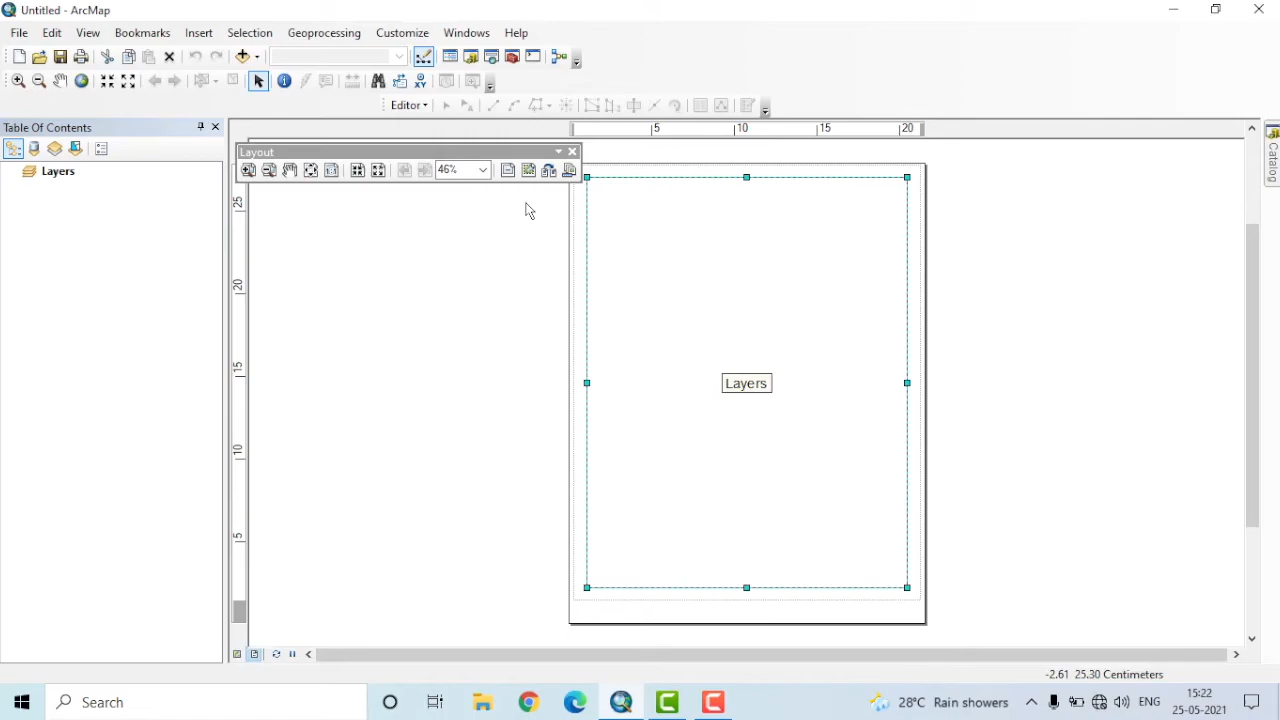 Untitled - ArcMap
File Edit View Bookmarks Insert Selection Geoprocessing Customize Windows Help
Editor
Table Of Contents
5 10 15 20
Layout
Layers
46%
25
20
15
10
5
Layers
Catalog
-2.61 25.30 Centimeters
Search
28°C Rain showers
ENG
15:22
25-05-2021